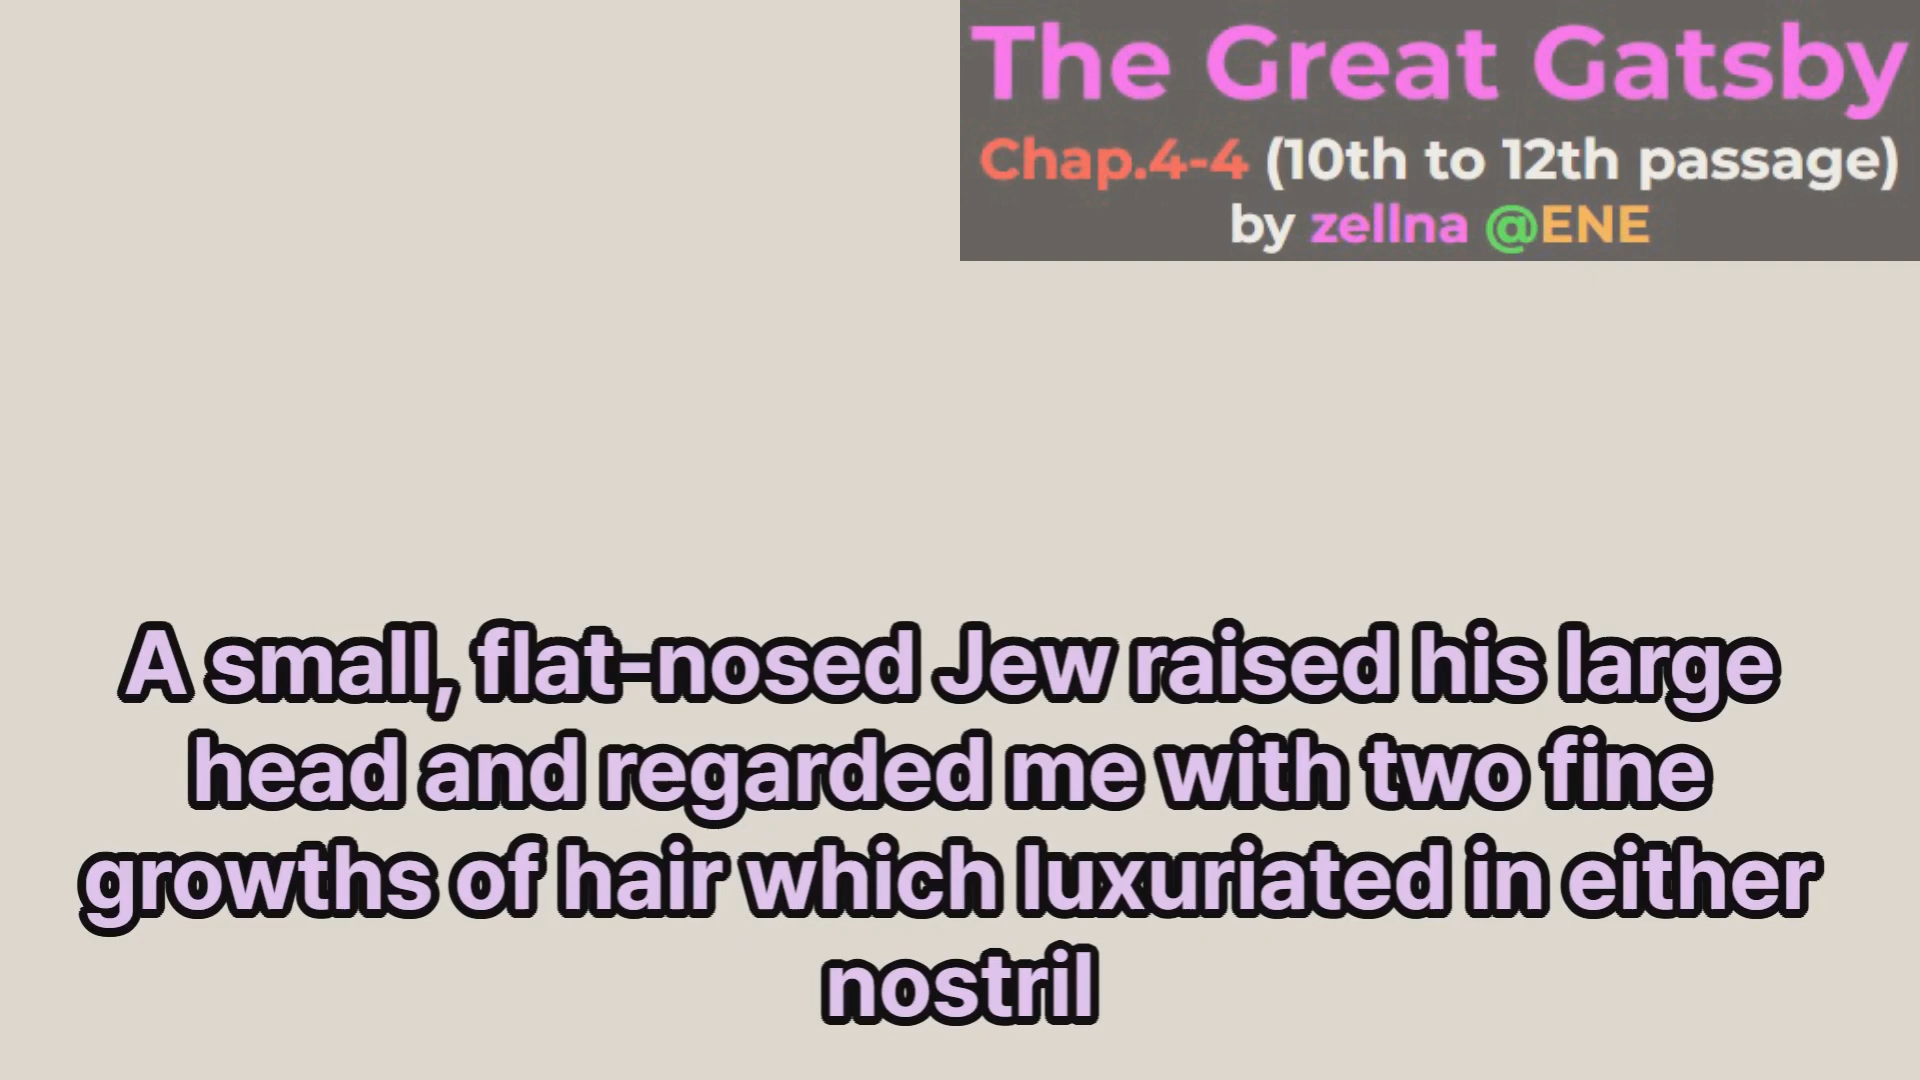 The Great Gatsby
Chap.4-4 (10th to 12th passage)
by zellna @ENE
A small, flat-nosed Jew raised his large
head and regarded me with two fine
growths of hair which luxuriated in either
nostril